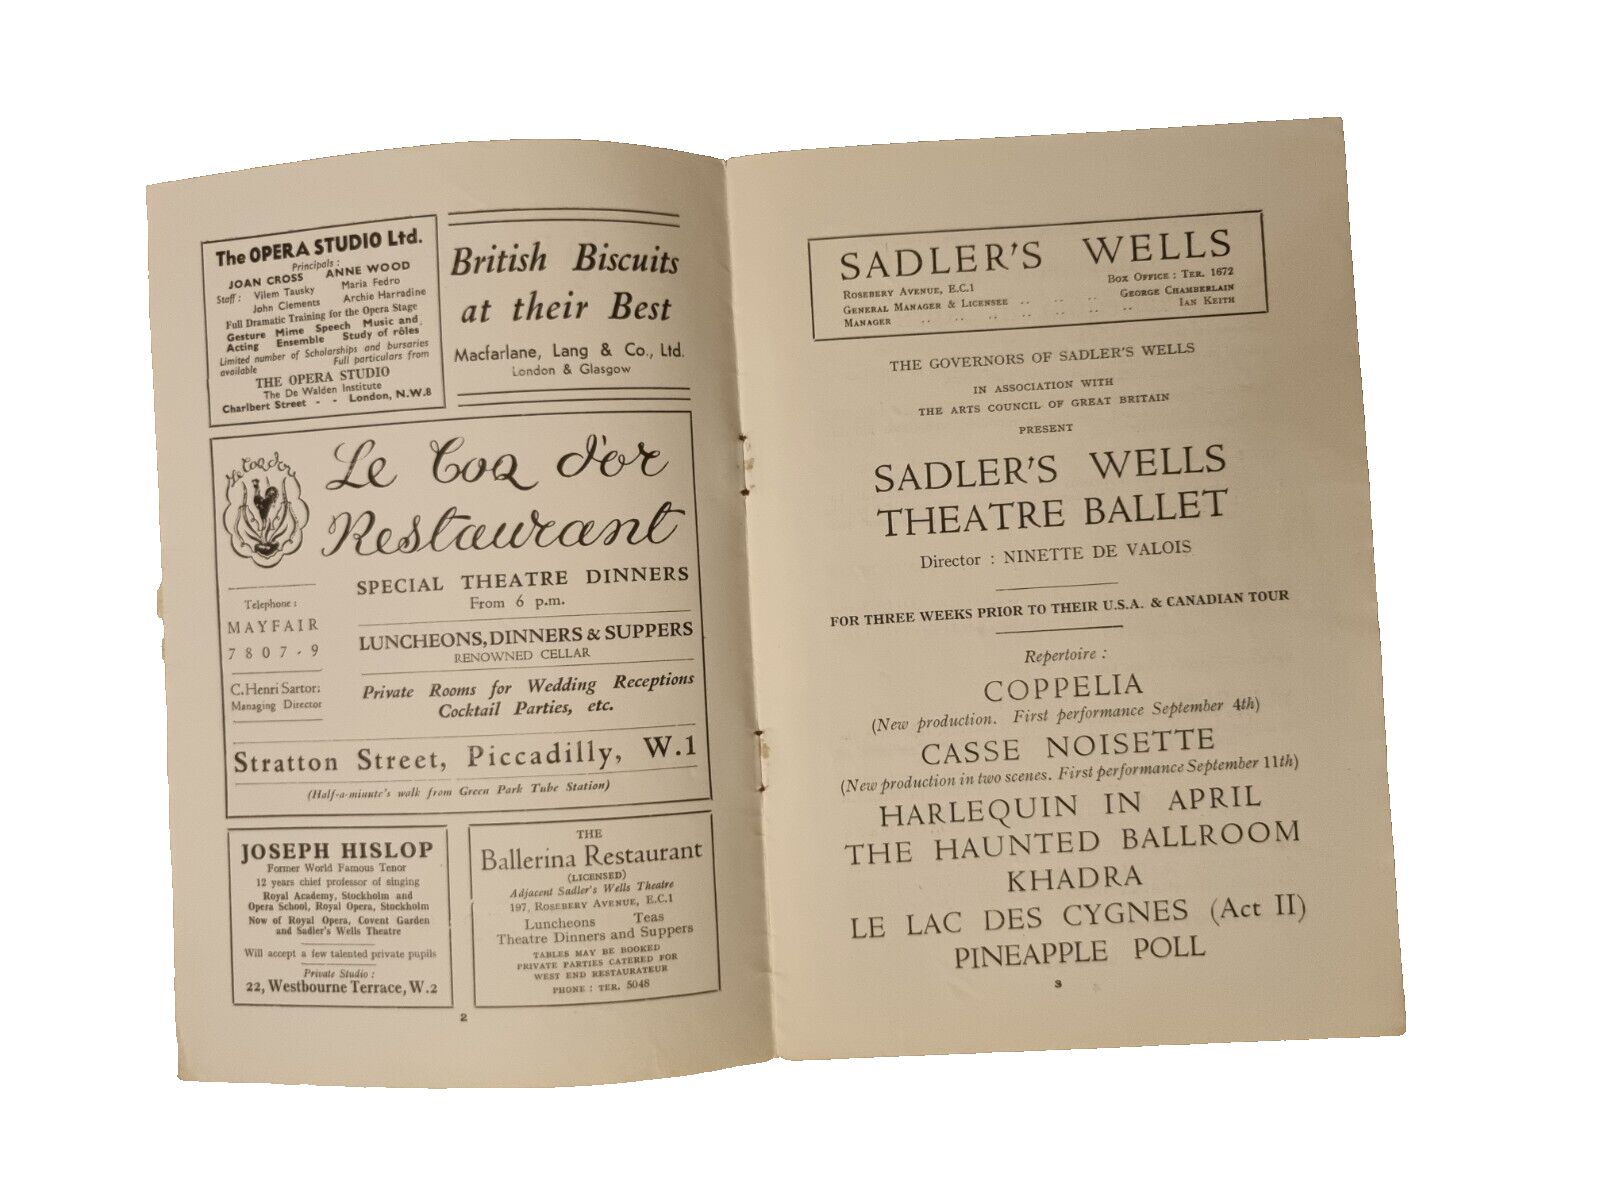 The OPERA STUDIO Ltd.
Principals :
JOAN CROSS ANNE WOOD
Staff : Vilem Tausky Maria Fedro
John Clements Archie Harradine
Full Dramatic Training for the Opera Stage
Gesture Mime Speech Music and
Acting Ensemble Study of rôles
Limited number of Scholarships and bursaries
available Full particulars from
THE OPERA STUDIO
The De Walden Institute
Charlbert Street - - London, N.W.8
British Biscuits
at their Best
Macfarlane, Lang & Co., Ltd.
London & Glasgow
Le Coq d'or
Le Coq d'or
Restaurant
SPECIAL THEATRE DINNERS
From 6 p.m.
Telephone :
MAYFAIR
7807-9
LUNCHEONS, DINNERS & SUPPERS
RENOWNED CELLAR
C. Henri Sartori
Managing Director
Private Rooms for Wedding Receptions
Cocktail Parties, etc.
Stratton Street, Piccadilly, W.1
(Half-a-minute's walk from Green Park Tube Station)
JOSEPH HISLOP
Former World Famous Tenor
12 years chief professor of singing
Royal Academy, Stockholm and
Opera School, Royal Opera, Stockholm
Now of Royal Opera, Covent Garden
and Sadler's Wells Theatre
Will accept a few talented private pupils
Private Studio :
22, Westbourne Terrace, W.2
THE
Ballerina Restaurant
(LICENSED)
Adjacent Sadler's Wells Theatre
197, ROSEBERY AVENUE, E.C.1
Luncheons Teas
Theatre Dinners and Suppers
TABLES MAY BE BOOKED
PRIVATE PARTIES CATERED FOR
WEST END RESTAURATEUR
PHONE : TER. 5048
2
SADLER'S WELLS
ROSEBERY AVENUE, E.C.1 BOX OFFICE : TER. 1672
GENERAL MANAGER & LICENSEE .. .. .. GEORGE CHAMBERLAIN
MANAGER .. .. .. .. .. .. .. IAN KEITH
THE GOVERNORS OF SADLER'S WELLS
IN ASSOCIATION WITH
THE ARTS COUNCIL OF GREAT BRITAIN
PRESENT
SADLER'S WELLS
THEATRE BALLET
Director : NINETTE DE VALOIS
FOR THREE WEEKS PRIOR TO THEIR U.S.A. & CANADIAN TOUR
Repertoire :
COPPELIA
(New production. First performance September 4th)
CASSE NOISETTE
(New production in two scenes. First performance September 11th)
HARLEQUIN IN APRIL
THE HAUNTED BALLROOM
KHADRA
LE LAC DES CYGNES (Act II)
PINEAPPLE POLL
3